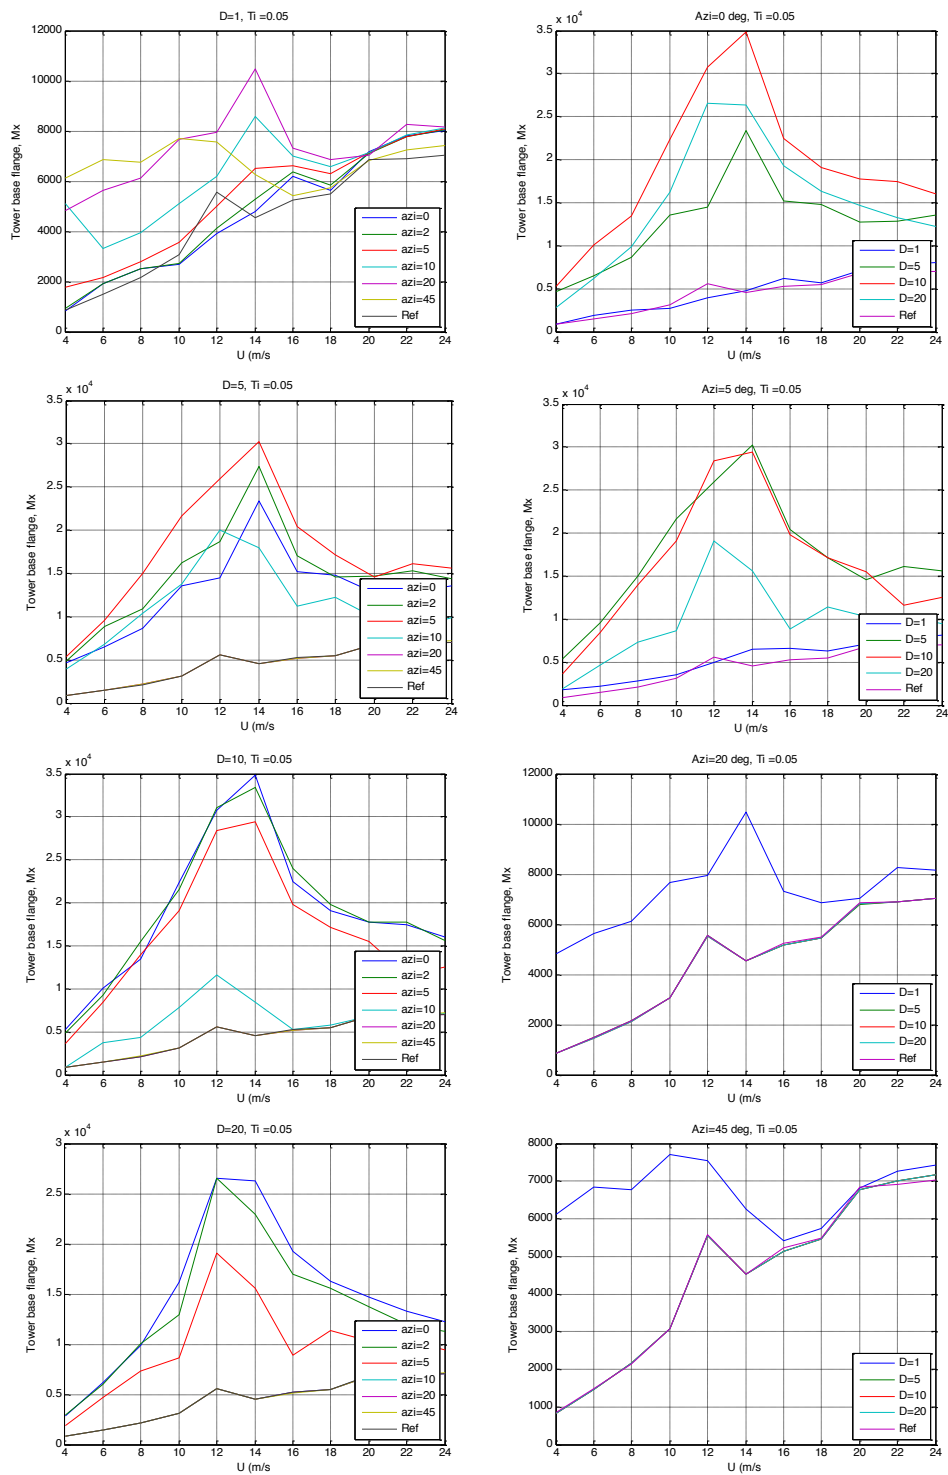 D=1, Ti =0.05
12000
10000
8000
6000
4000
2000
0
Tower base flange, Mx
azi=0
azi=2
azi=5
azi=10
azi=20
azi=45
Ref
4 6 8 10 12 14 16 18 20 22 24
U (m/s
Azi=0 deg, Ti =0.05
x 10^4
3.5
3
2.5
2
1.5
1
0.5
0
Tower base flange, Mx
D=1
D=5
D=10
D=20
Ref
4 6 8 10 12 14 16 18 20 22 24
U (m/s
D=5, Ti =0.05
x 10^4
3.5
3
2.5
2
1.5
1
0.5
0
Tower base flange, Mx
azi=0
azi=2
azi=5
azi=10
azi=20
azi=45
Ref
4 6 8 10 12 14 16 18 20 22 24
U (m/s
Azi=5 deg, Ti =0.05
x 10^4
3.5
3
2.5
2
1.5
1
0.5
0
Tower base flange, Mx
D=1
D=5
D=10
D=20
Ref
4 6 8 10 12 14 16 18 20 22 24
U (m/s
D=10, Ti =0.05
x 10^4
3.5
3
2.5
2
1.5
1
0.5
0
Tower base flange, Mx
azi=0
azi=2
azi=5
azi=10
azi=20
azi=45
Ref
4 6 8 10 12 14 16 18 20 22 24
U (m/s
Azi=20 deg, Ti =0.05
12000
10000
8000
6000
4000
2000
0
Tower base flange, Mx
D=1
D=5
D=10
D=20
Ref
4 6 8 10 12 14 16 18 20 22 24
U (m/s
D=20, Ti =0.05
x 10^4
3
2.5
2
1.5
1
0.5
0
Tower base flange, Mx
azi=0
azi=2
azi=5
azi=10
azi=20
azi=45
Ref
4 6 8 10 12 14 16 18 20 22 24
U (m/s
Azi=45 deg, Ti =0.05
8000
7000
6000
5000
4000
3000
2000
1000
0
Tower base flange, Mx
D=1
D=5
D=10
D=20
Ref
4 6 8 10 12 14 16 18 20 22 24
U (m/s